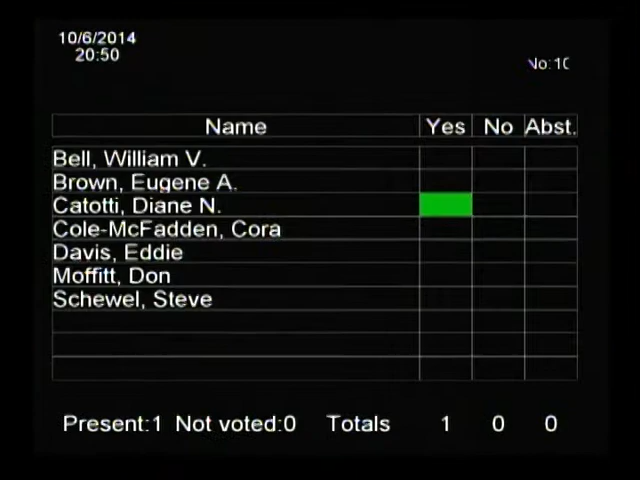 10/6/2014
20:50
No:10
Name Yes No Abst.
Bell, William V.
Brown, Eugene A.
Catotti, Diane N.
Cole-McFadden, Cora
Davis, Eddie
Moffitt, Don
Schewel, Steve
Present:1 Not voted:0 Totals 1 0 0